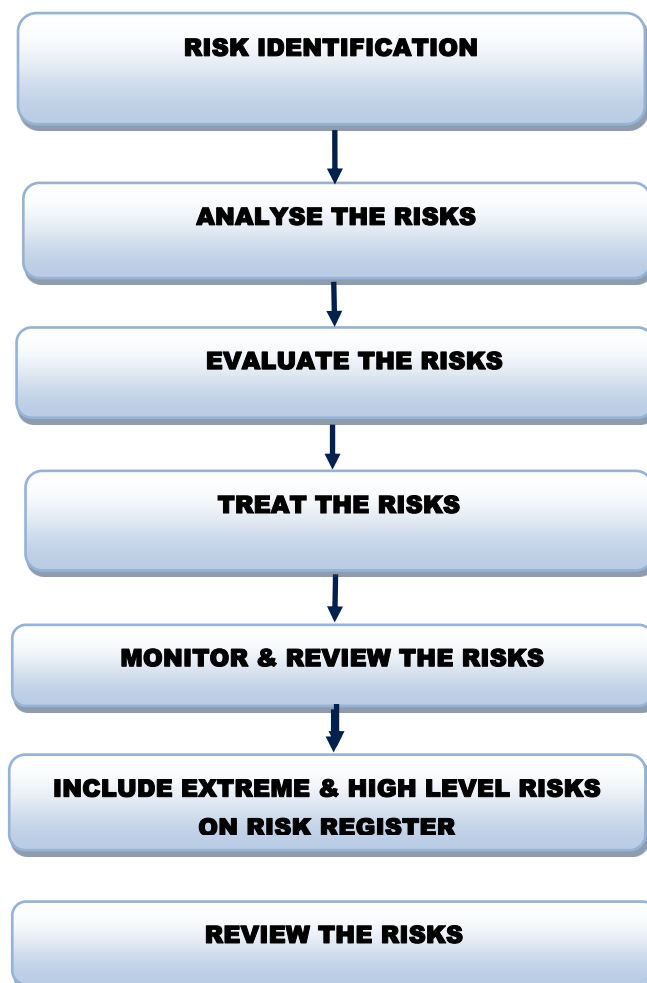 RISK IDENTIFICATION
ANALYSE THE RISKS
EVALUATE THE RISKS
TREAT THE RISKS
MONITOR & REVIEW THE RISKS
INCLUDE EXTREME & HIGH LEVEL RISKS
ON RISK REGISTER
REVIEW THE RISKS